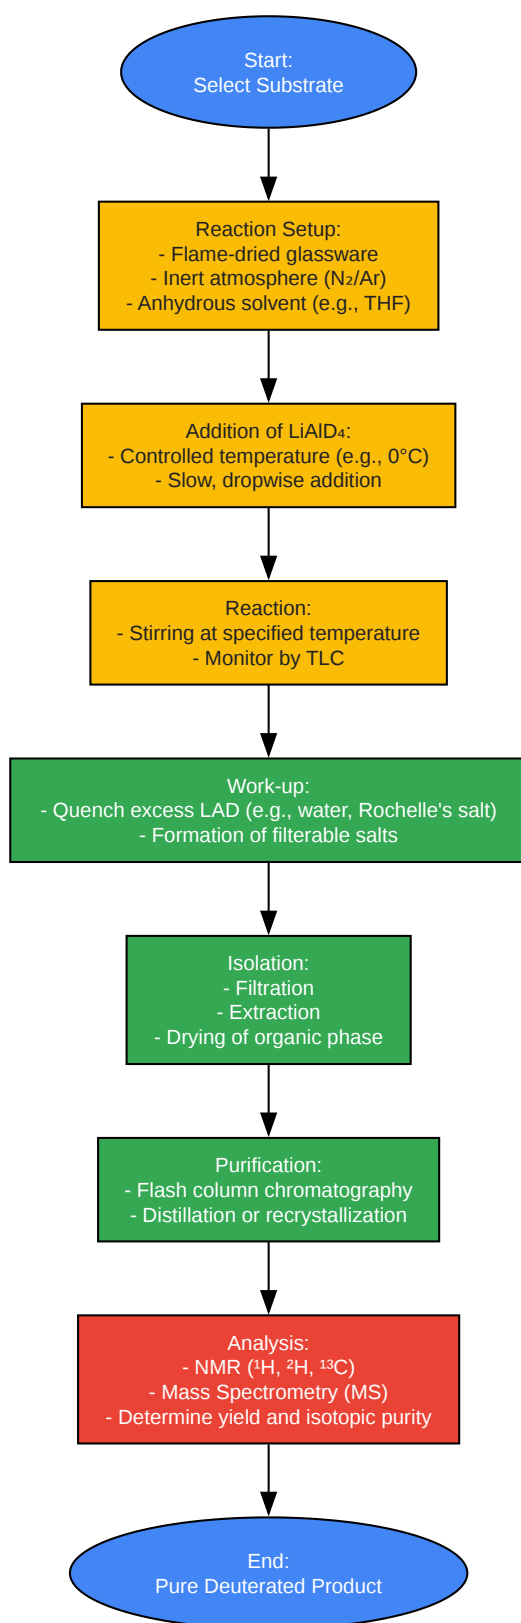 Start:
Select Substrate
Reaction Setup:
- Flame-dried glassware
- Inert atmosphere (N₂/Ar)
- Anhydrous solvent (e.g., THF)
Addition of LiAlD₄:
- Controlled temperature (e.g., 0°C)
- Slow, dropwise addition
Reaction:
- Stirring at specified temperature
- Monitor by TLC
Work-up:
- Quench excess LAD (e.g., water, Rochelle's salt)
- Formation of filterable salts
Isolation:
- Filtration
- Extraction
- Drying of organic phase
Purification:
- Flash column chromatography
- Distillation or recrystallization
Analysis:
- NMR (¹H, ²H, ¹³C)
- Mass Spectrometry (MS)
- Determine yield and isotopic purity
End:
Pure Deuterated Product